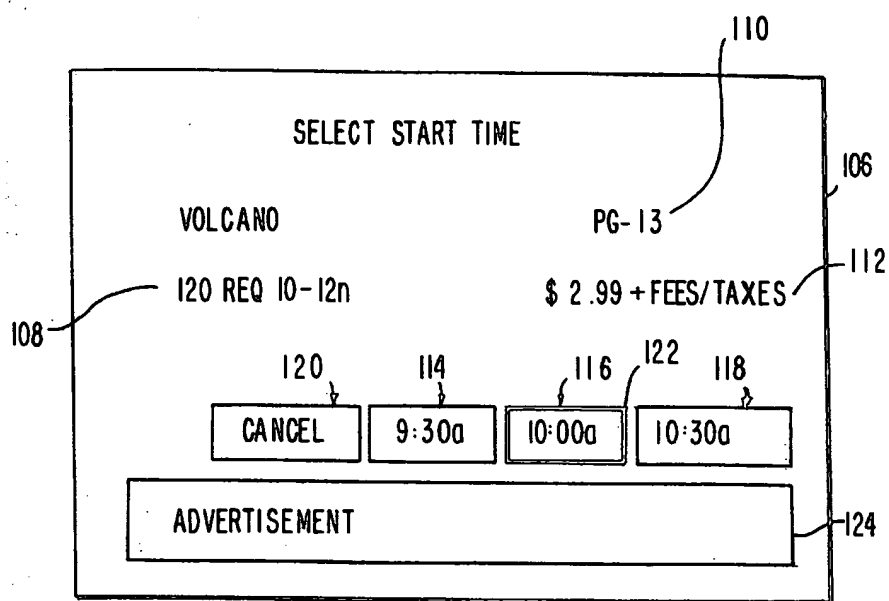 110
SELECT START TIME
106
VOLCANO PG-13
120 REQ 10-12n $ 2.99 + FEES/TAXES 112
108
120 114 116 122 118
CANCEL 9:30a 10:00a 10:30a
ADVERTISEMENT
124